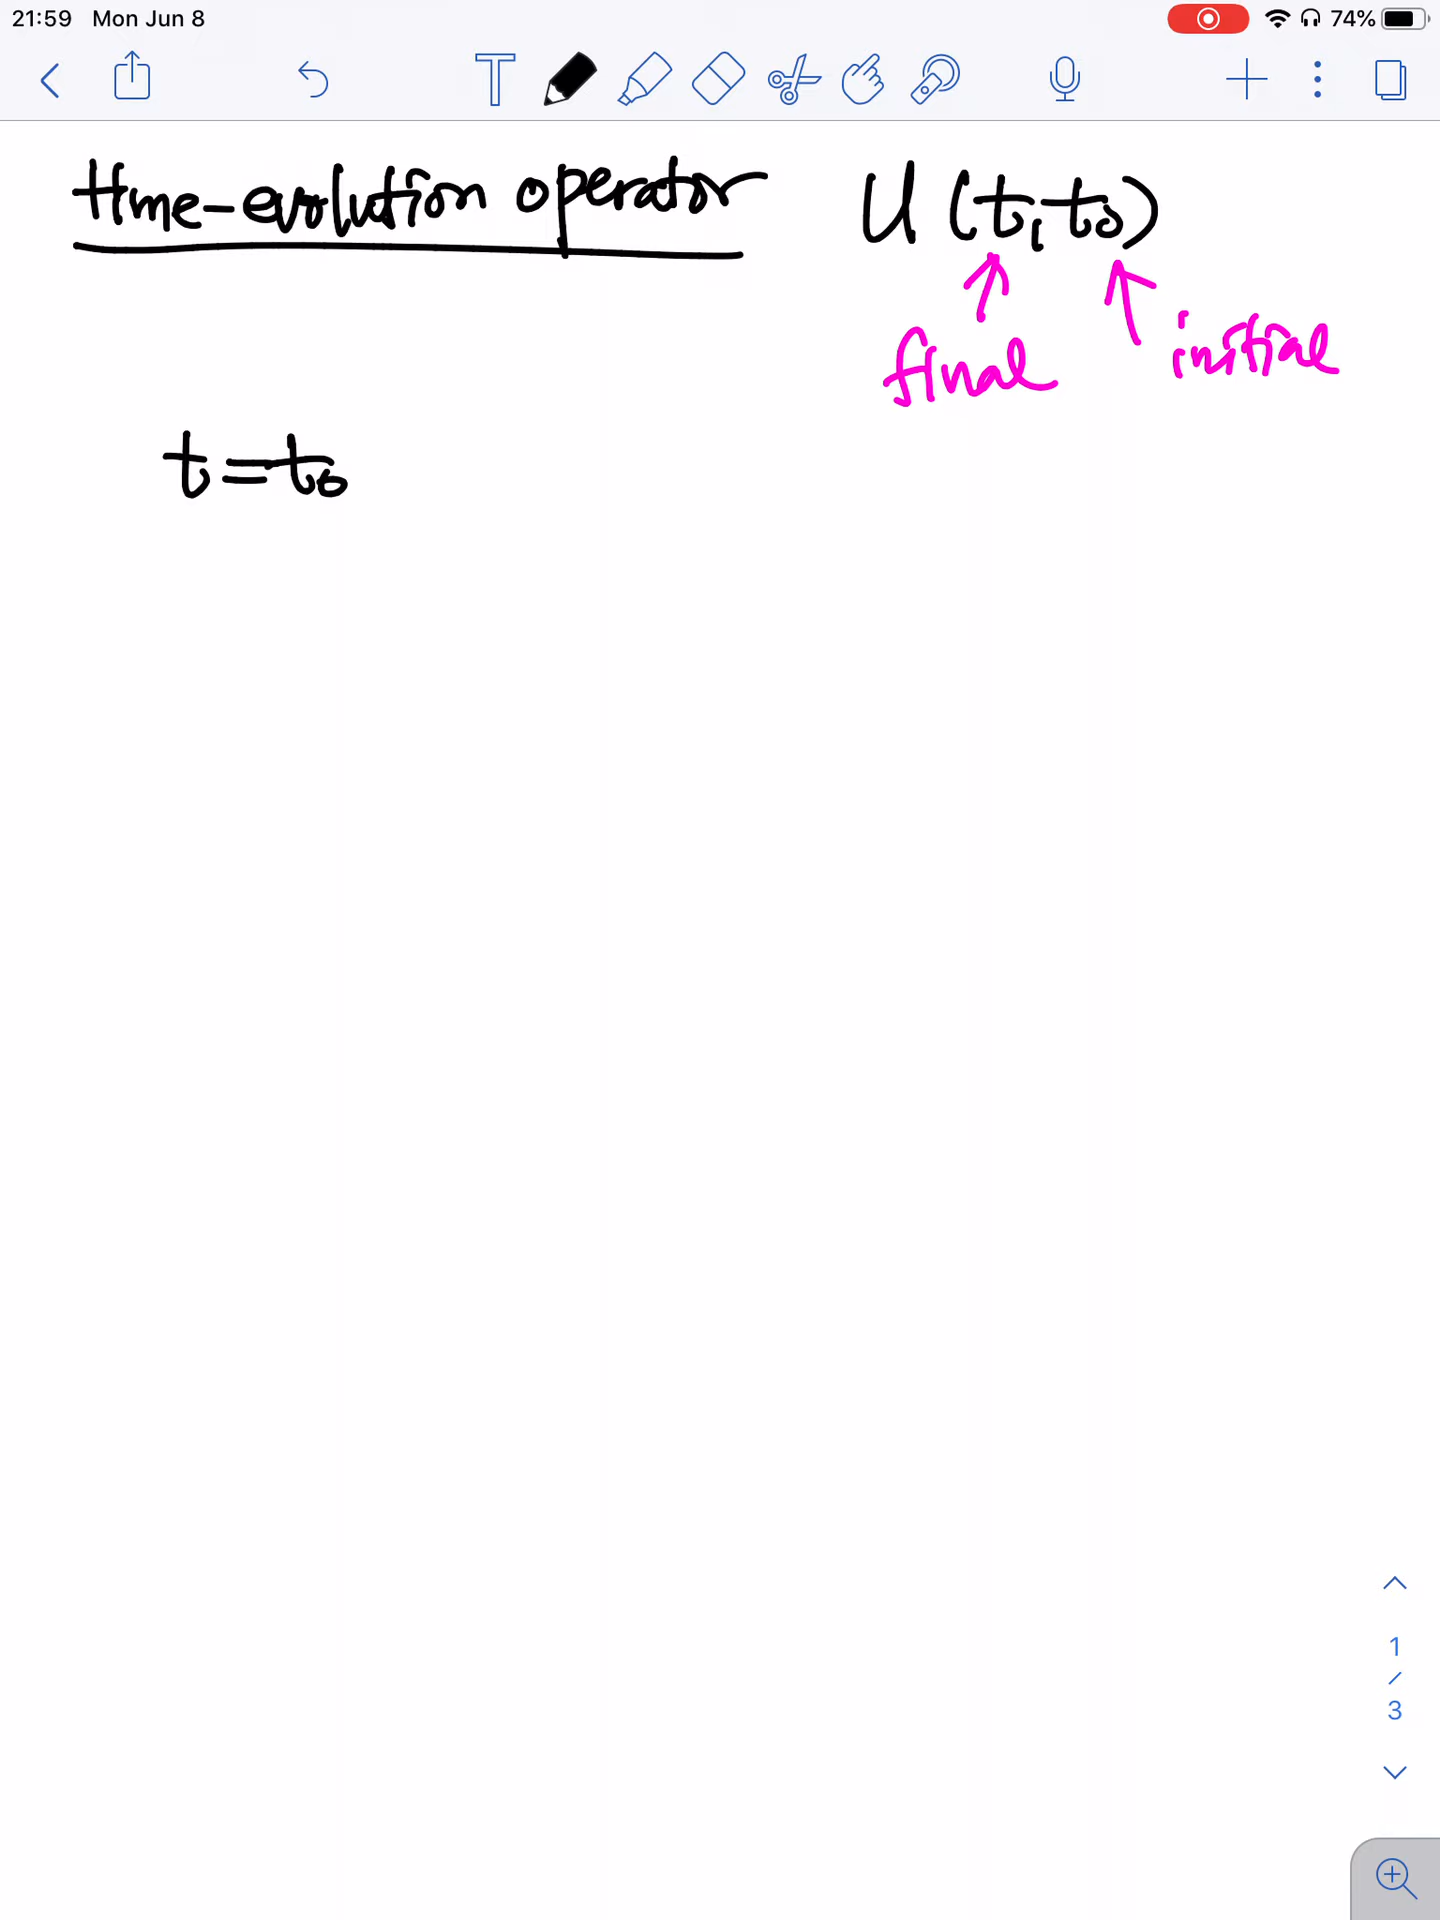 21:59 Mon Jun 8 74%
T
time-evolution operator U(t, t₀)
final initial
t=t₀
1
/
3